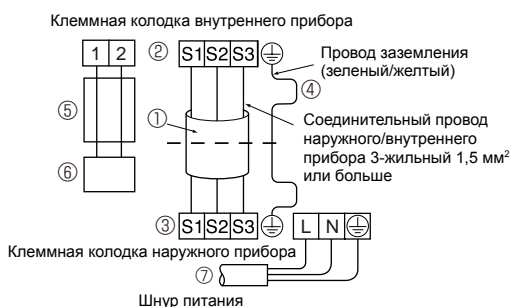 Клеммная колодка внутреннего прибора
1 2 ② S1 S2 S3
Провод заземления
(зеленый/желтый)
④
⑤
①
Соединительный провод
наружного/внутреннего
прибора 3-жильный 1,5 мм²
или больше
⑥
③ S1 S2 S3
L N
Клеммная колодка наружного прибора
⑦
Шнур питания